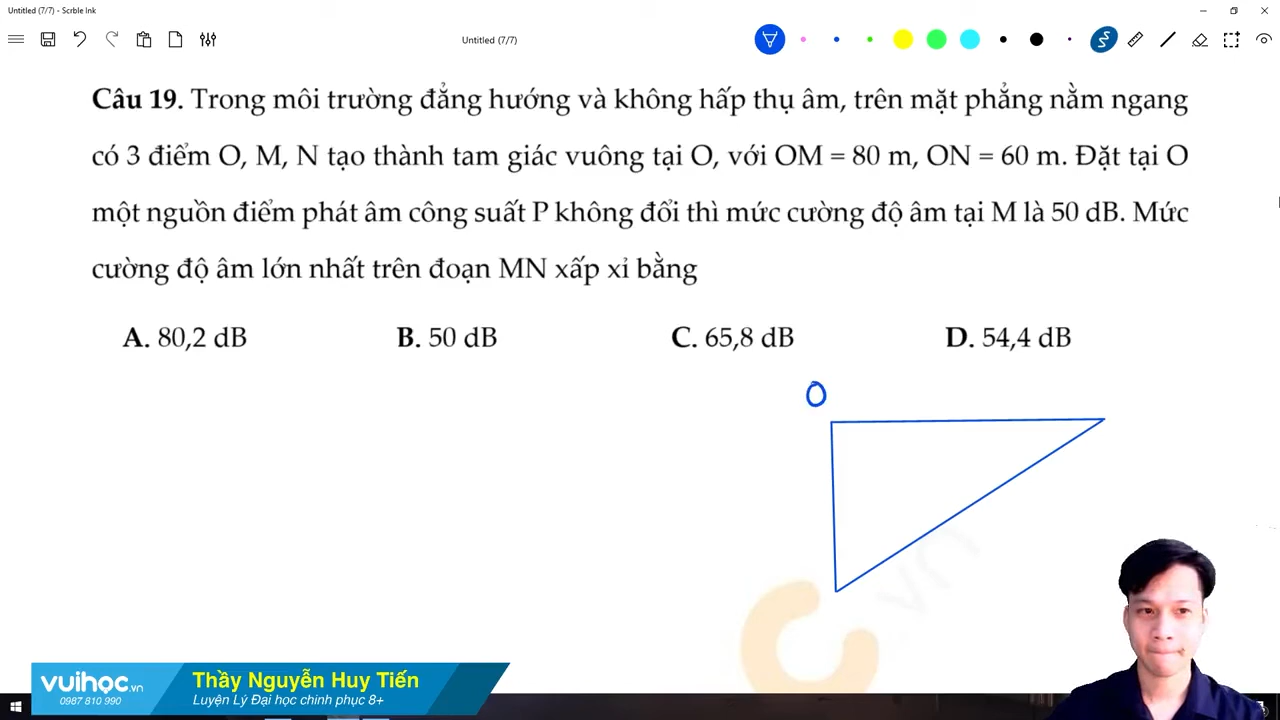 Untitled (7/7) - Scrble Ink
Untitled (7/7)
Câu 19. Trong môi trường đẳng hướng và không hấp thụ âm, trên mặt phẳng nằm ngang
có 3 điểm O, M, N tạo thành tam giác vuông tại O, với OM = 80 m, ON = 60 m. Đặt tại O
một nguồn điểm phát âm công suất P không đổi thì mức cường độ âm tại M là 50 dB. Mức
cường độ âm lớn nhất trên đoạn MN xấp xỉ bằng
A. 80,2 dB B. 50 dB C. 65,8 dB D. 54,4 dB
O
.vn
vuihọc.vn
0987 810 990
Thầy Nguyễn Huy Tiến
Luyện Lý Đại học chinh phục 8+